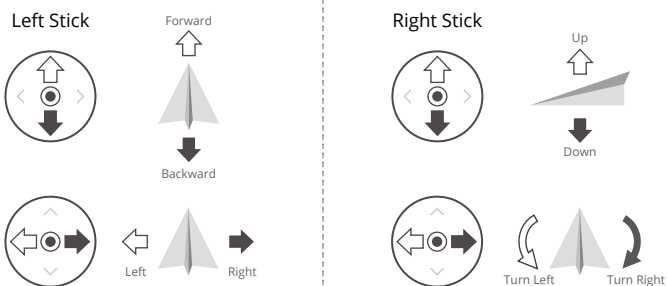 Left Stick
Forward
Backward
Left
Right
Right Stick
Up
Down
Turn Left
Turn Right